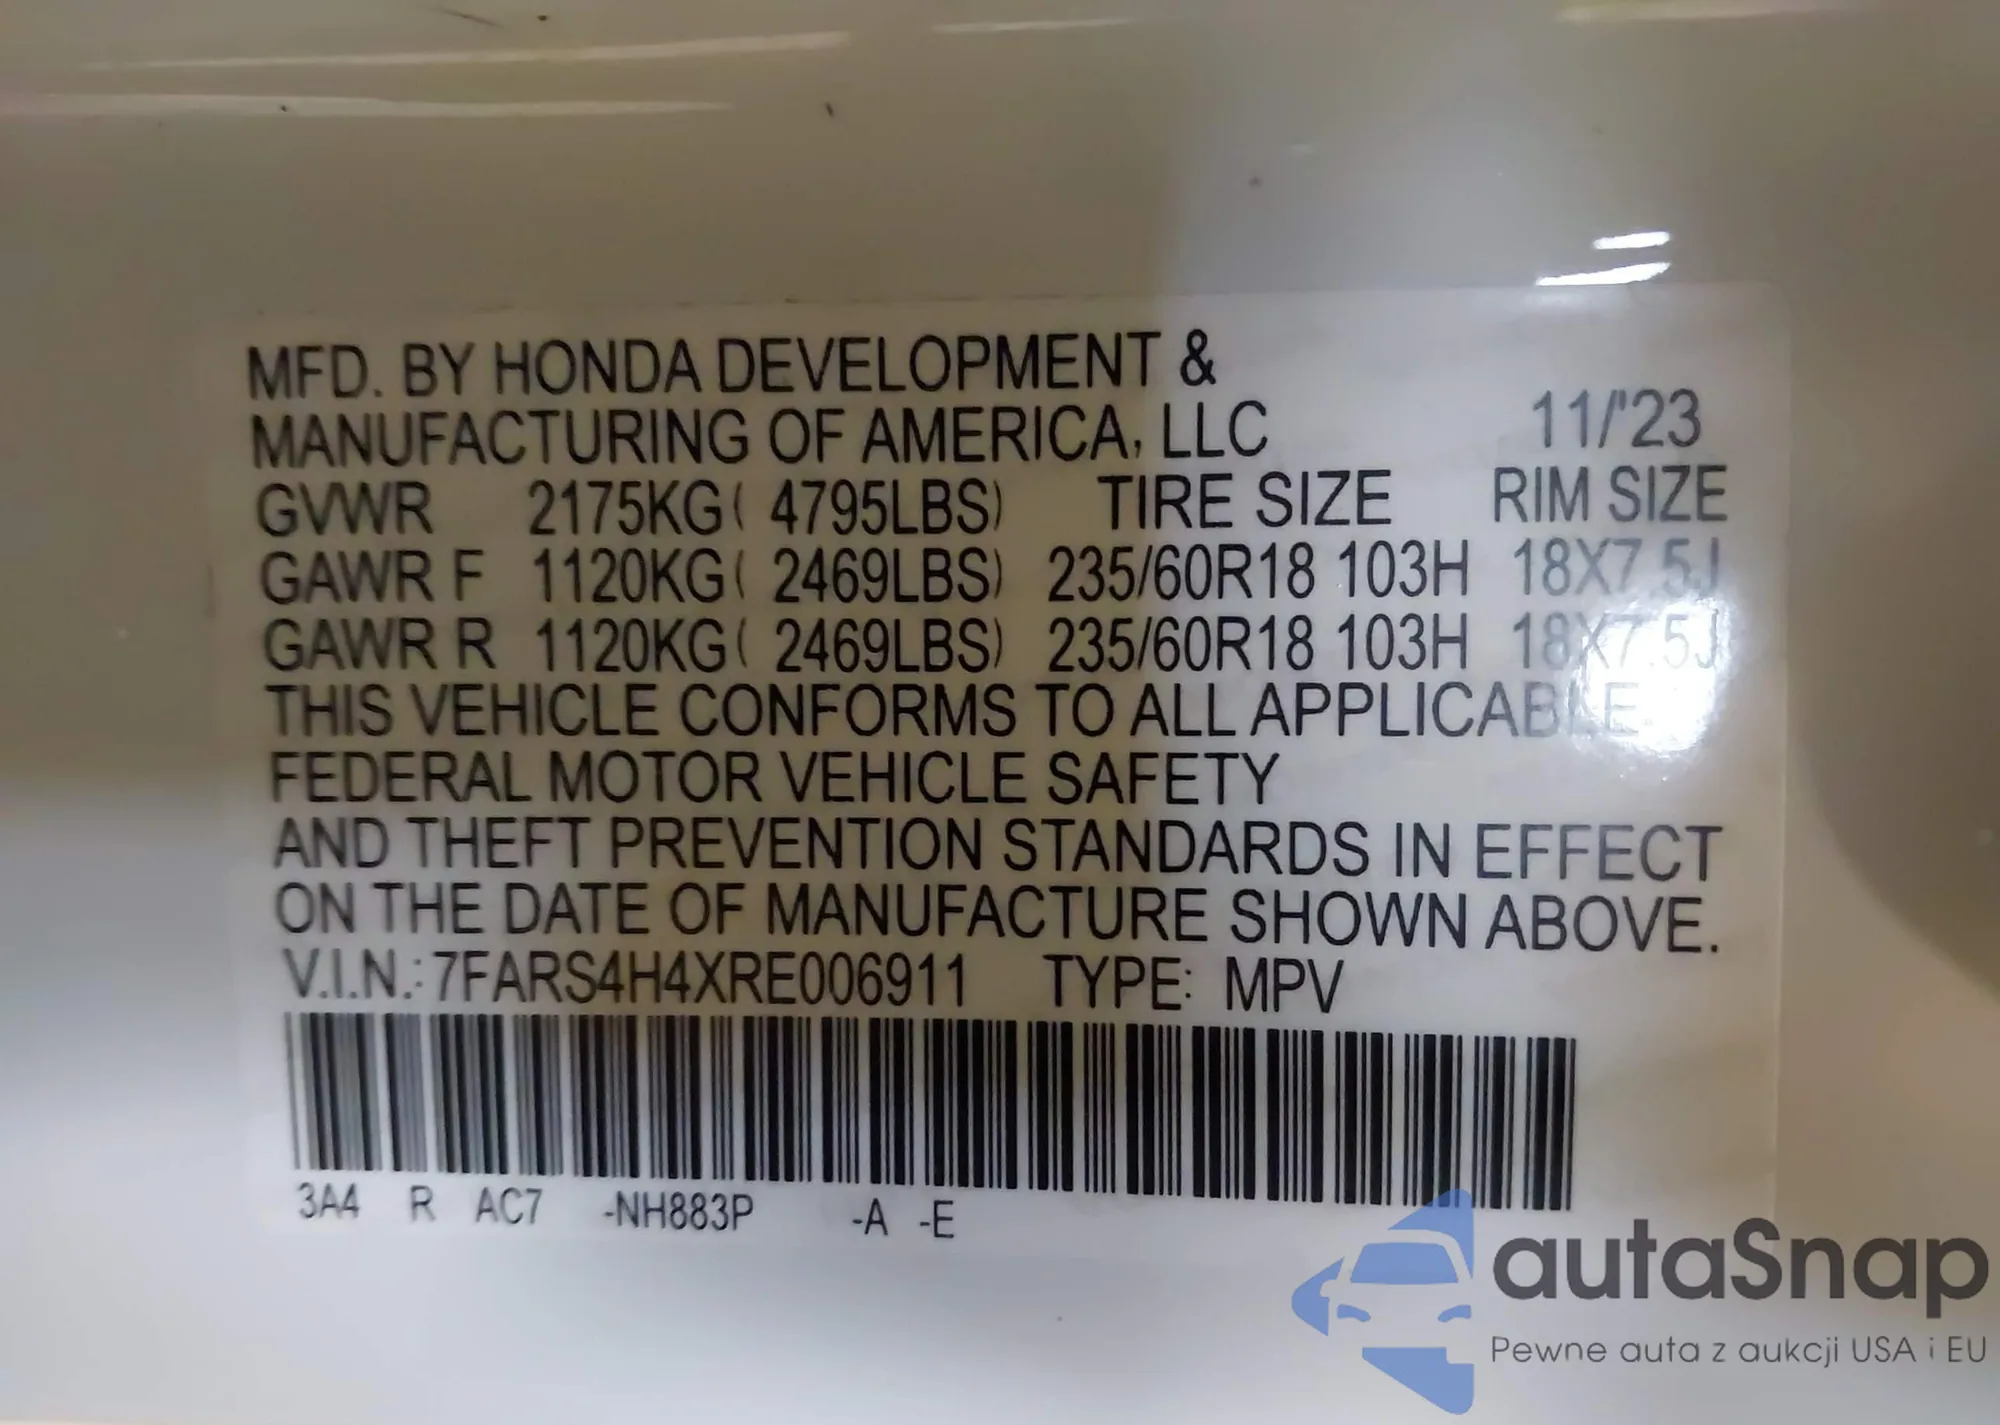 MFD. BY HONDA DEVELOPMENT &
MANUFACTURING OF AMERICA, LLC 11/'23
GVWR 2175KG( 4795LBS) TIRE SIZE RIM SIZE
GAWR F 1120KG( 2469LBS) 235/60R18 103H 18X7.5J
GAWR R 1120KG( 2469LBS) 235/60R18 103H 18X7.5J
THIS VEHICLE CONFORMS TO ALL APPLICABLE
FEDERAL MOTOR VEHICLE SAFETY
AND THEFT PREVENTION STANDARDS IN EFFECT
ON THE DATE OF MANUFACTURE SHOWN ABOVE.
V.I.N.: 7FARS4H4XRE006911 TYPE: MPV
3A4 R AC7 -NH883P -A -E
autaSnap
Pewne auta z aukcji USA i EU